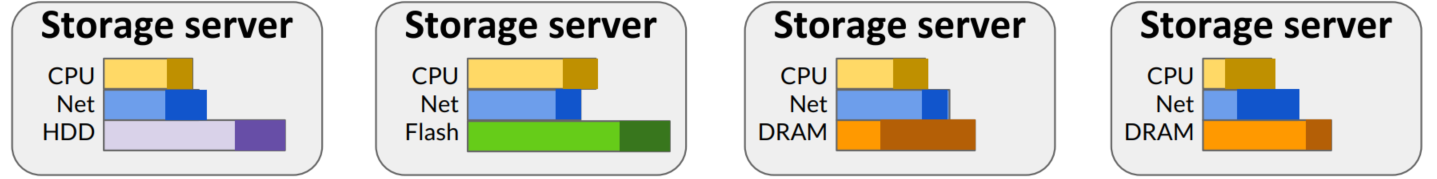 Storage server
CPU
Net
HDD
Storage server
CPU
Net
Flash
Storage server
CPU
Net
DRAM
Storage server
CPU
Net
DRAM